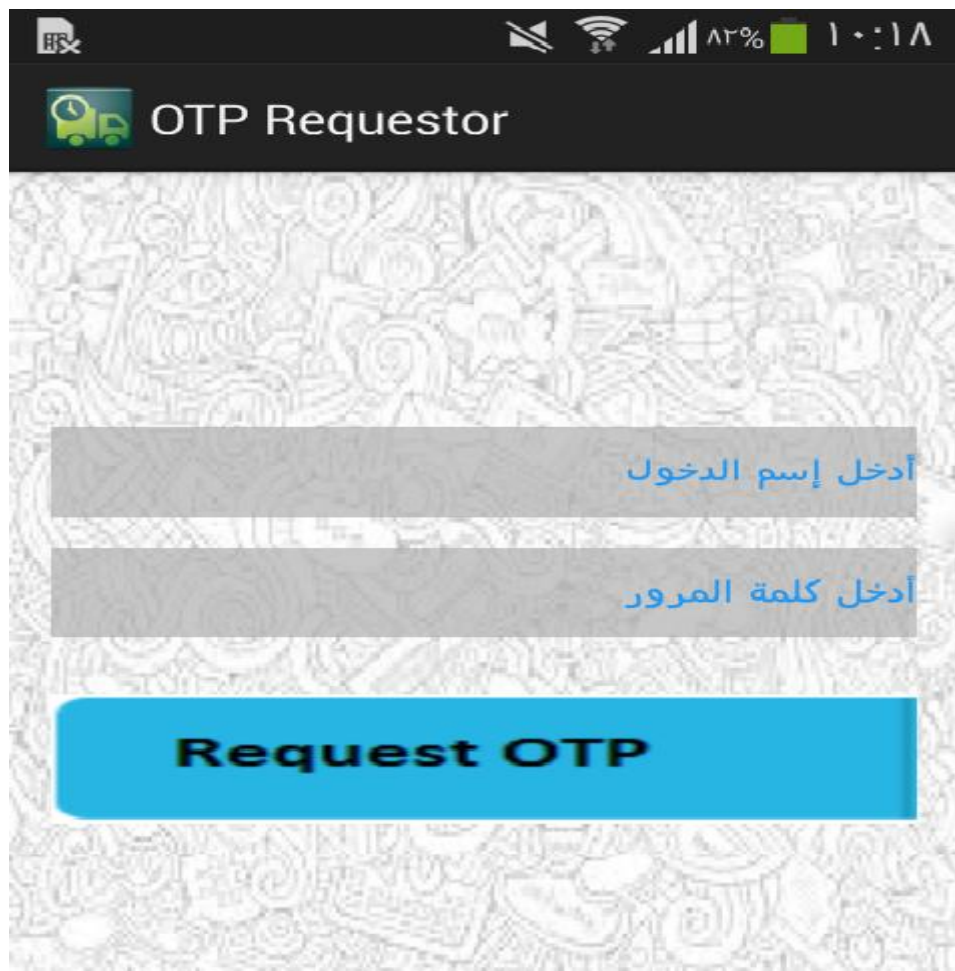 ٨٢% ١٠:١٨
OTP Requestor
أدخل إسم الدخول
أدخل كلمة المرور
Request OTP